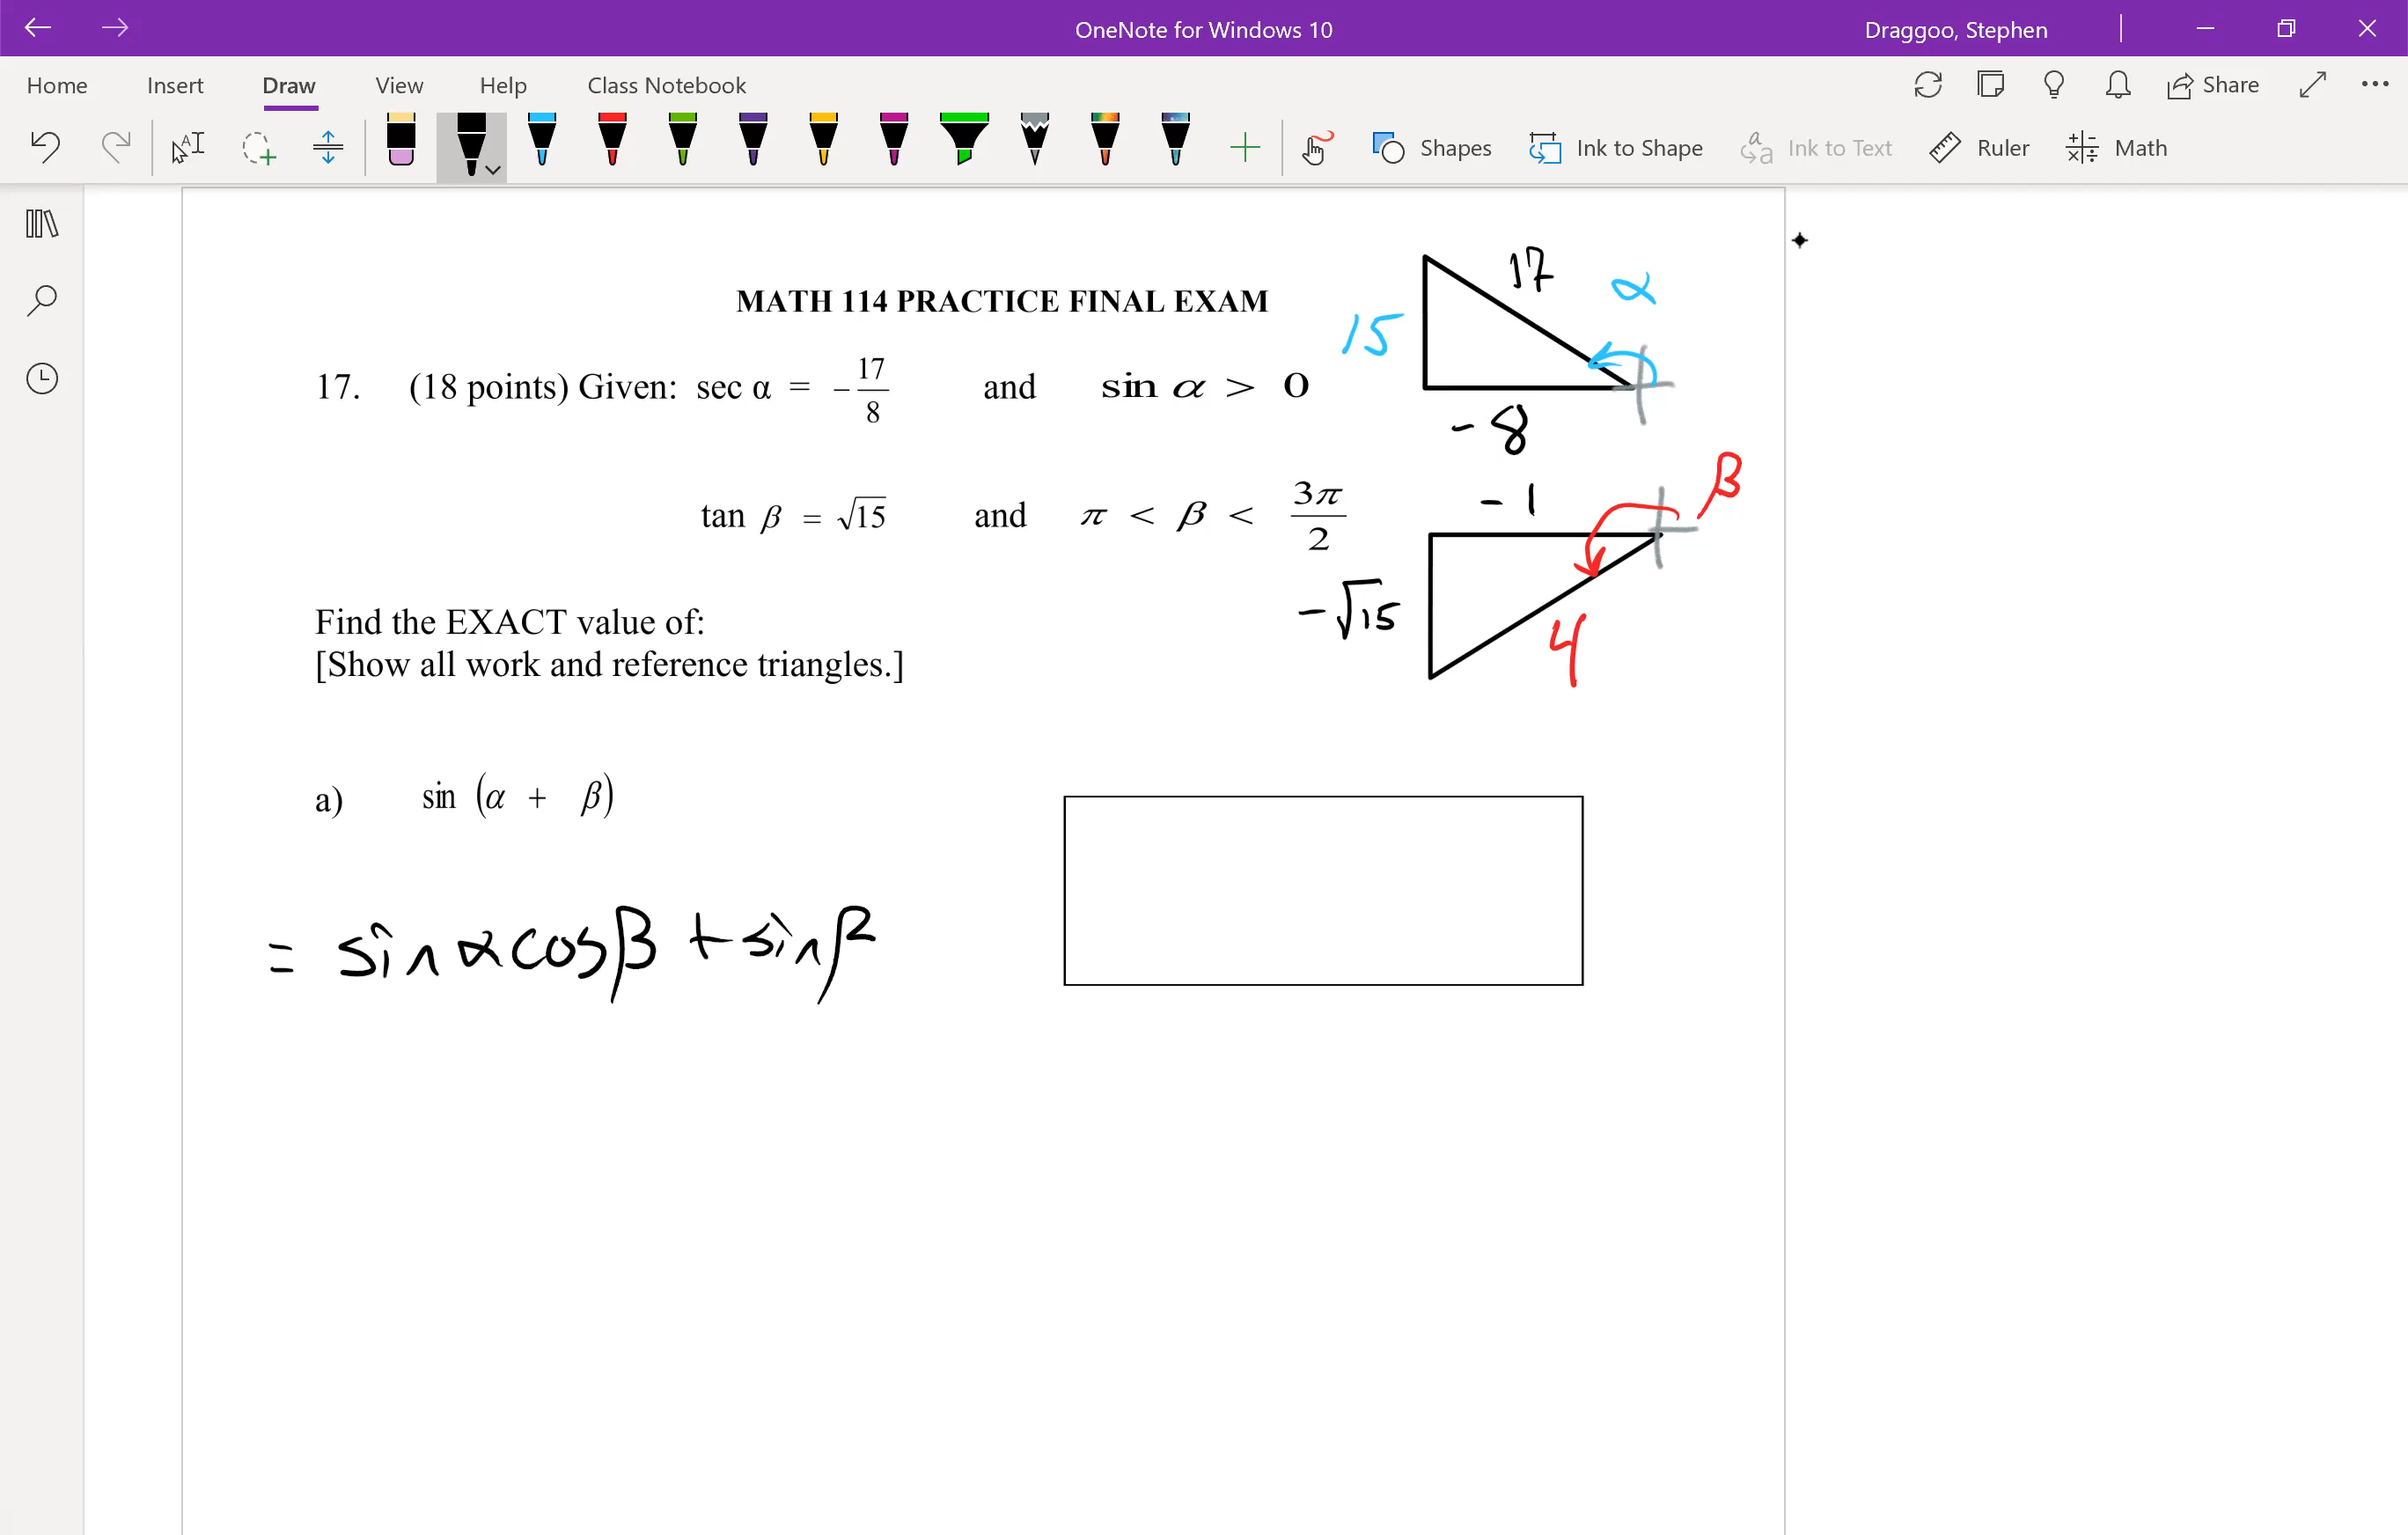 OneNote for Windows 10
Draggoo, Stephen
Home Insert Draw View Help Class Notebook Share
Shapes Ink to Shape Ink to Text Ruler Math
MATH 114 PRACTICE FINAL EXAM
17. (18 points) Given: sec α = -17/8 and sin α > 0
tan β = √15 and π < β < 3π/2
Find the EXACT value of:
[Show all work and reference triangles.]
17 α
15
-8
-1 β
-√15
4
a) sin (α + β)
= sin α cos β + sin β